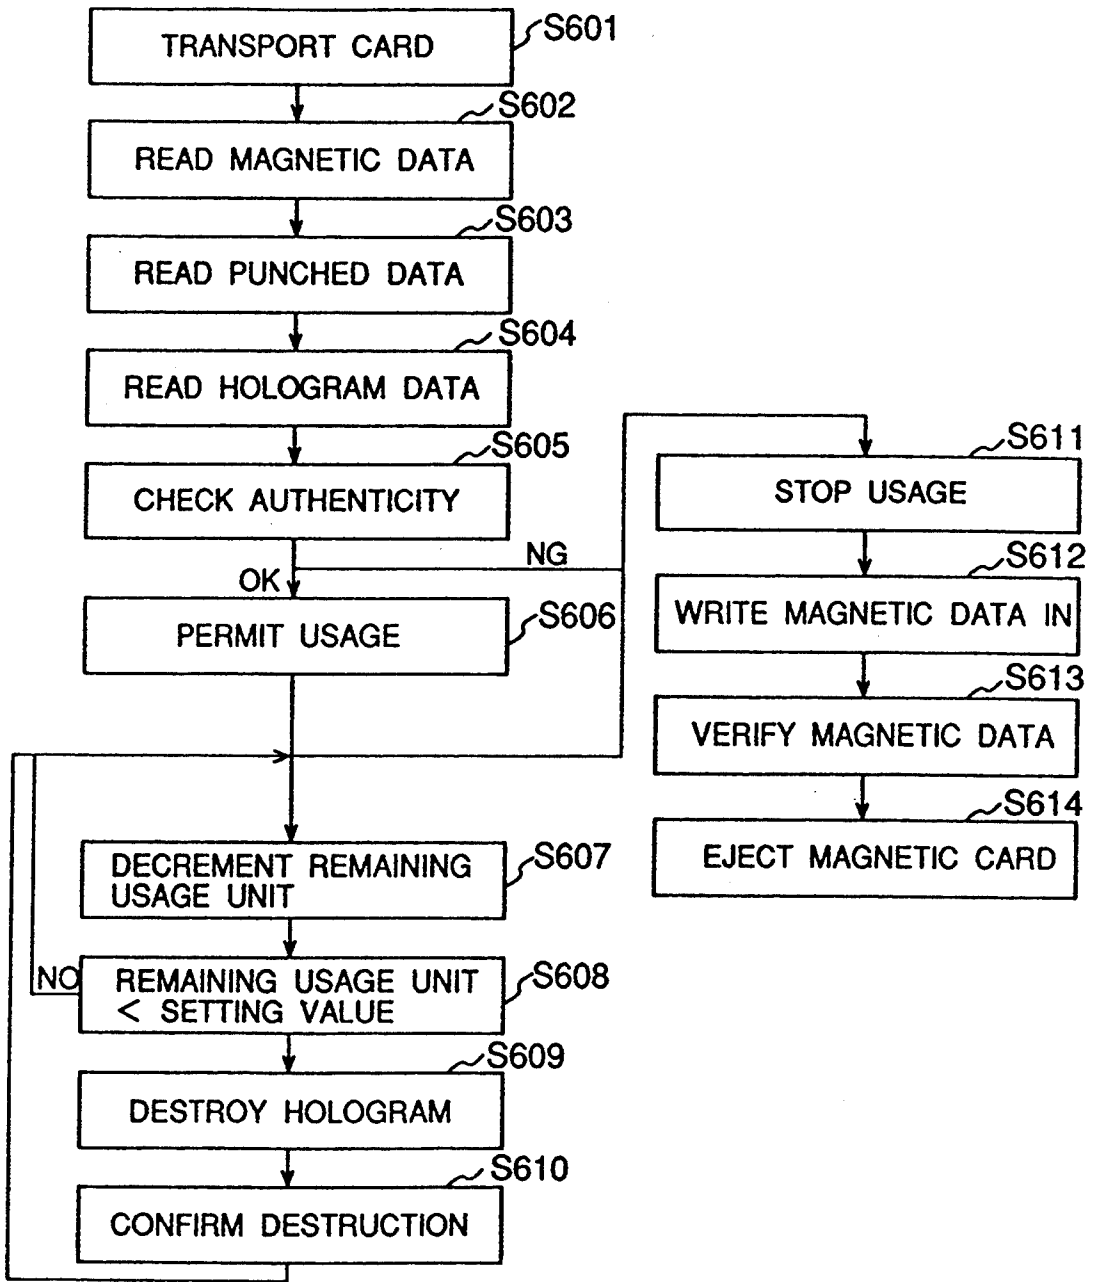 TRANSPORT CARD
S601
S602
READ MAGNETIC DATA
S603
READ PUNCHED DATA
S604
READ HOLOGRAM DATA
S605
CHECK AUTHENTICITY
NG
OK
PERMIT USAGE
S606
DECREMENT REMAINING
USAGE UNIT
S607
NO
REMAINING USAGE UNIT
< SETTING VALUE
S608
S609
DESTROY HOLOGRAM
S610
CONFIRM DESTRUCTION
S611
STOP USAGE
S612
WRITE MAGNETIC DATA IN
S613
VERIFY MAGNETIC DATA
S614
EJECT MAGNETIC CARD